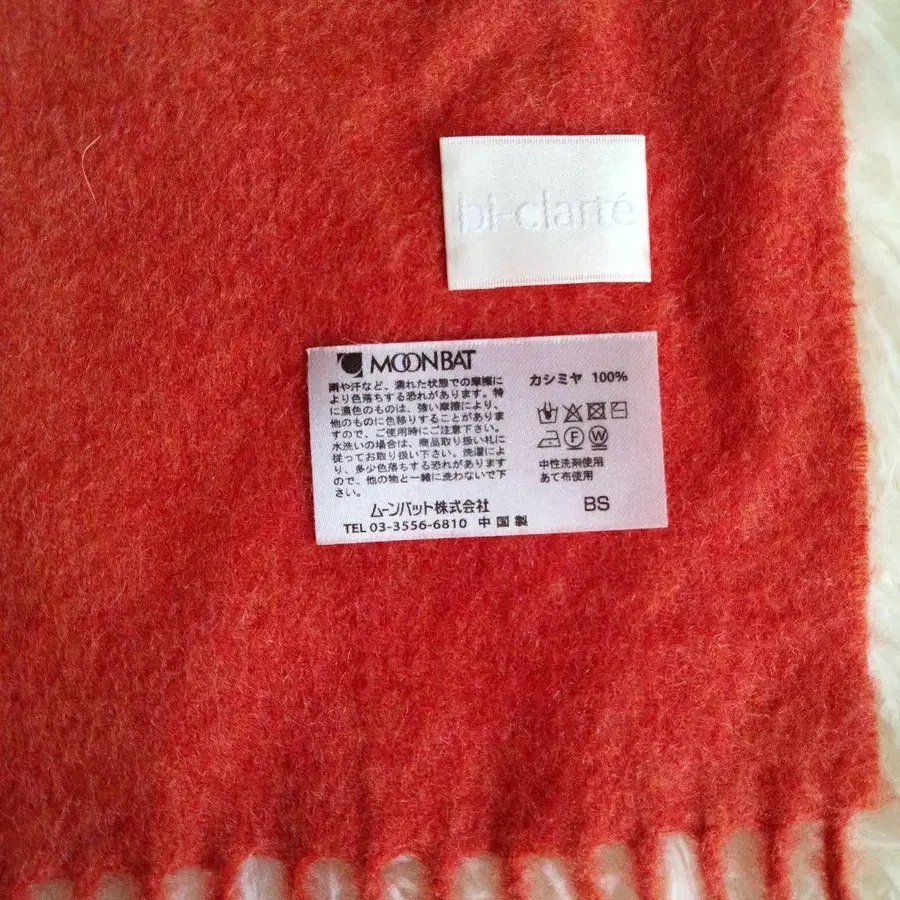 bi-clarté
MOONBAT
雨や汗など、濡れた状態での摩擦に
より色落ちする恐れがあります。特
に濃色のものは、強い摩擦により、
他のものに色移りすることがありま
すので、ご使用時にご注意下さい。
水洗いの場合は、商品取り扱い札に
従ってお取り扱い下さい。洗濯によ
り、多少色落ちする恐れがあります
ので、他の物と一緒に洗わないで下
さい。
ムーンバット株式会社
TEL 03-3556-6810 中国製
カシミヤ 100%
F W
中性洗剤使用
あて布使用
BS